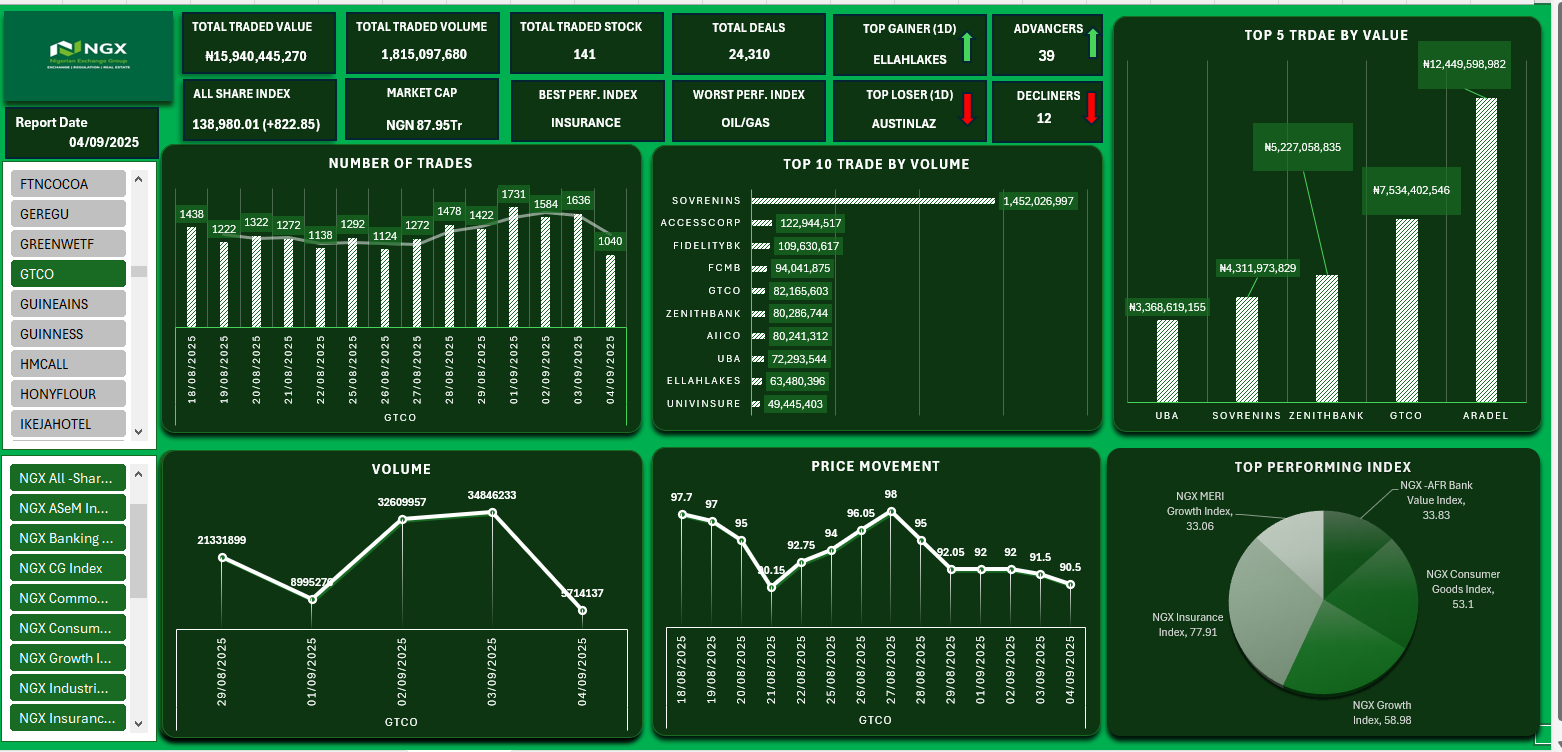 NGX
Nigerian Exchange Group
EXCHANGE | REGULATION | REAL ESTATE
TOTAL TRADED VALUE
₦15,940,445,270
TOTAL TRADED VOLUME
1,815,097,680
TOTAL TRADED STOCK
141
TOTAL DEALS
24,310
TOP GAINER (1D)
ELLAHLAKES
ADVANCERS
39
ALL SHARE INDEX
138,980.01 (+822.85)
MARKET CAP
NGN 87.95Tr
BEST PERF. INDEX
INSURANCE
WORST PERF. INDEX
OIL/GAS
TOP LOSER (1D)
AUSTINLAZ
DECLINERS
12
Report Date
04/09/2025
FTNCOCOA
GEREGU
GREENWETF
GTCO
GUINEAINS
GUINNESS
HMCALL
HONYFLOUR
IKEJAHOTEL
NGX All -Shar...
NGX ASeM In...
NGX Banking ...
NGX CG Index
NGX Commo...
NGX Consum...
NGX Growth I...
NGX Industri...
NGX Insuranc...
NUMBER OF TRADES
1438
1222
1322
1272
1138
1292
1124
1272
1478
1422
1731
1584
1636
1040
18/08/2025
19/08/2025
20/08/2025
21/08/2025
22/08/2025
25/08/2025
26/08/2025
27/08/2025
28/08/2025
29/08/2025
01/09/2025
02/09/2025
03/09/2025
04/09/2025
GTCO
TOP 10 TRADE BY VOLUME
SOVRENINS 1,452,026,997
ACCESSCORP 122,944,517
FIDELITYBK 109,630,617
FCMB 94,041,875
GTCO 82,165,603
ZENITHBANK 80,286,744
AIICO 80,241,312
UBA 72,293,544
ELLAHLAKES 63,480,396
UNIVINSURE 49,445,403
TOP 5 TRDAE BY VALUE
₦3,368,619,155
₦4,311,973,829
₦5,227,058,835
₦7,534,402,546
₦12,449,598,982
UBA
SOVRENINS
ZENITHBANK
GTCO
ARADEL
VOLUME
21331899
8995276
32609957
34846233
5714137
29/08/2025
01/09/2025
02/09/2025
03/09/2025
04/09/2025
GTCO
PRICE MOVEMENT
97.7
97
95
90.15
92.75
94
96.05
98
95
92.05
92
92
91.5
90.5
18/08/2025
19/08/2025
20/08/2025
21/08/2025
22/08/2025
25/08/2025
26/08/2025
27/08/2025
28/08/2025
29/08/2025
01/09/2025
02/09/2025
03/09/2025
04/09/2025
GTCO
TOP PERFORMING INDEX
NGX -AFR Bank
Value Index,
33.83
NGX Consumer
Goods Index,
53.1
NGX Growth
Index, 58.98
NGX Insurance
Index, 77.91
NGX MERI
Growth Index,
33.06